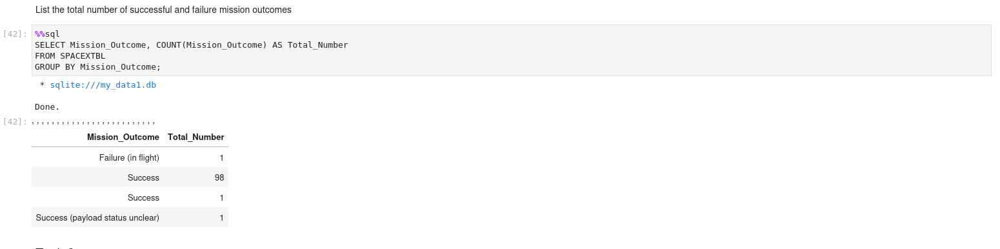 List the total number of successful and failure mission outcomes
[42]: %%sql
SELECT Mission_Outcome, COUNT(Mission_Outcome) AS Total_Number
FROM SPACEXTBL
GROUP BY Mission_Outcome;
* sqlite:///my_data1.db
Done.
[42]: , , , , , , , , , , , , , , , , , , , , , , , , ,
Mission_Outcome Total_Number
Failure (in flight) 1
Success 98
Success 1
Success (payload status unclear) 1